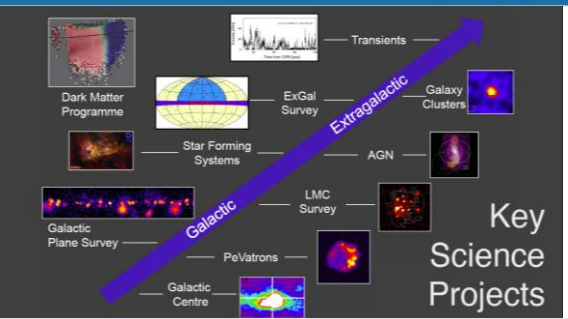 Transients
Dark Matter
Programme
ExGal
Survey
Extragalactic
Galaxy
Clusters
Star Forming
Systems
AGN
Galactic
LMC
Survey
Galactic
Plane Survey
PeVatrons
Galactic
Centre
Key
Science
Projects